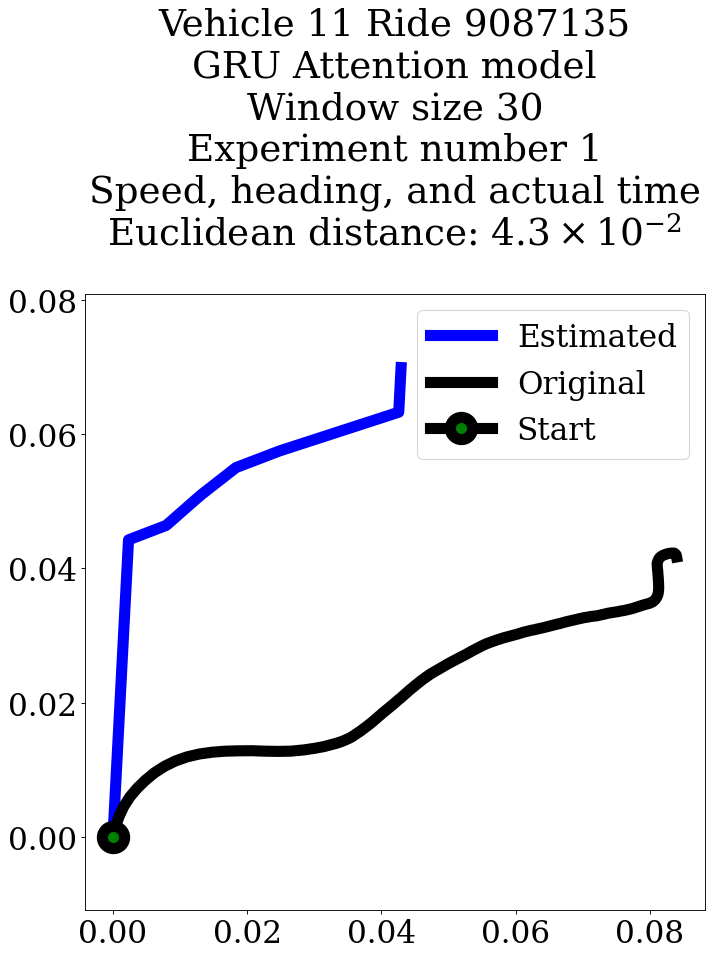 Vehicle 11 Ride 9087135
GRU Attention model
Window size 30
Experiment number 1
Speed, heading, and actual time
Euclidean distance: 4.3 × 10⁻²
0.08
0.06
0.04
0.02
0.00
Estimated
Original
Start
0.00 0.02 0.04 0.06 0.08